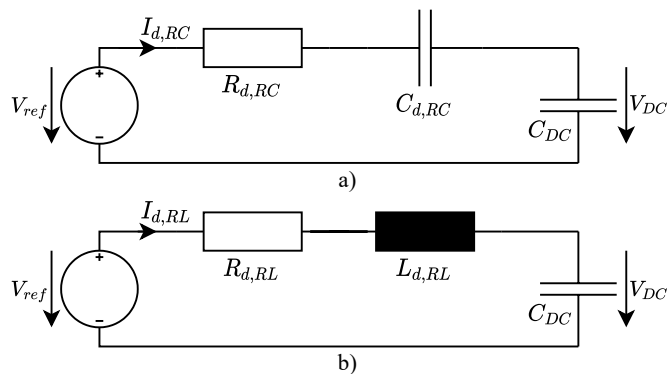 I_{d,RC}
+
V_{ref}
R_{d,RC}
C_{d,RC}
V_{DC}
−
C_{DC}
a)
I_{d,RL}
+
V_{ref}
R_{d,RL}
L_{d,RL}
V_{DC}
−
C_{DC}
b)